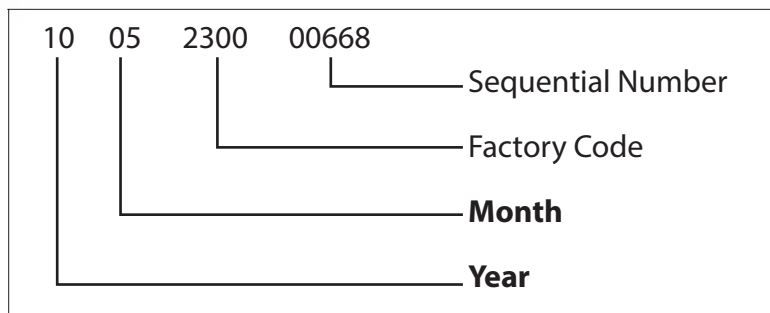 10 05 2300 00668
Sequential Number
Factory Code
Month
Year